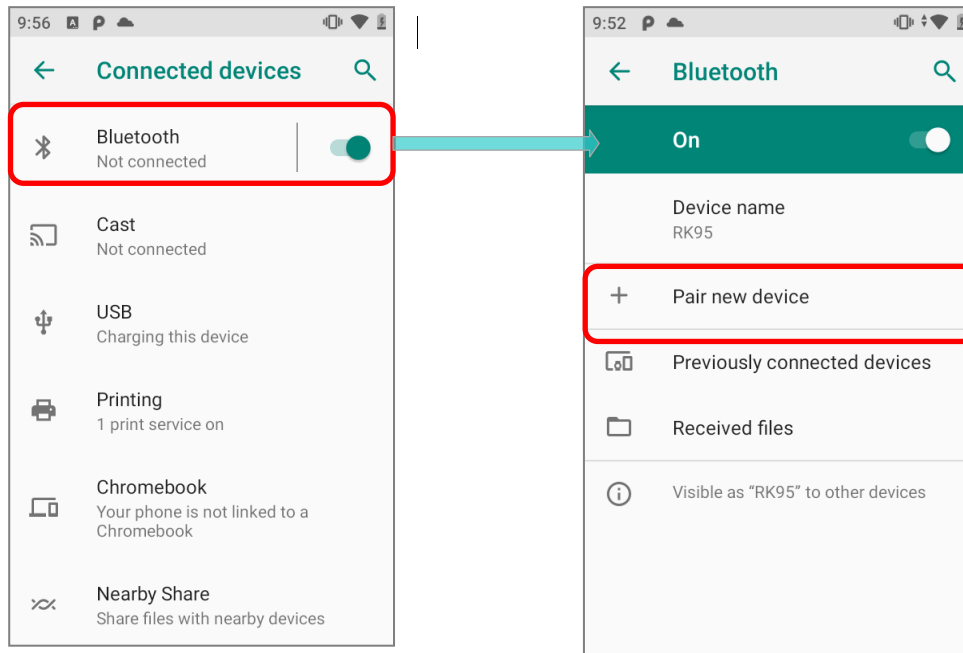 9:56
Connected devices
Bluetooth
Not connected
Cast
Not connected
USB
Charging this device
Printing
1 print service on
Chromebook
Your phone is not linked to a
Chromebook
Nearby Share
Share files with nearby devices
9:52
Bluetooth
On
Device name
RK95
Pair new device
Previously connected devices
Received files
Visible as “RK95” to other devices